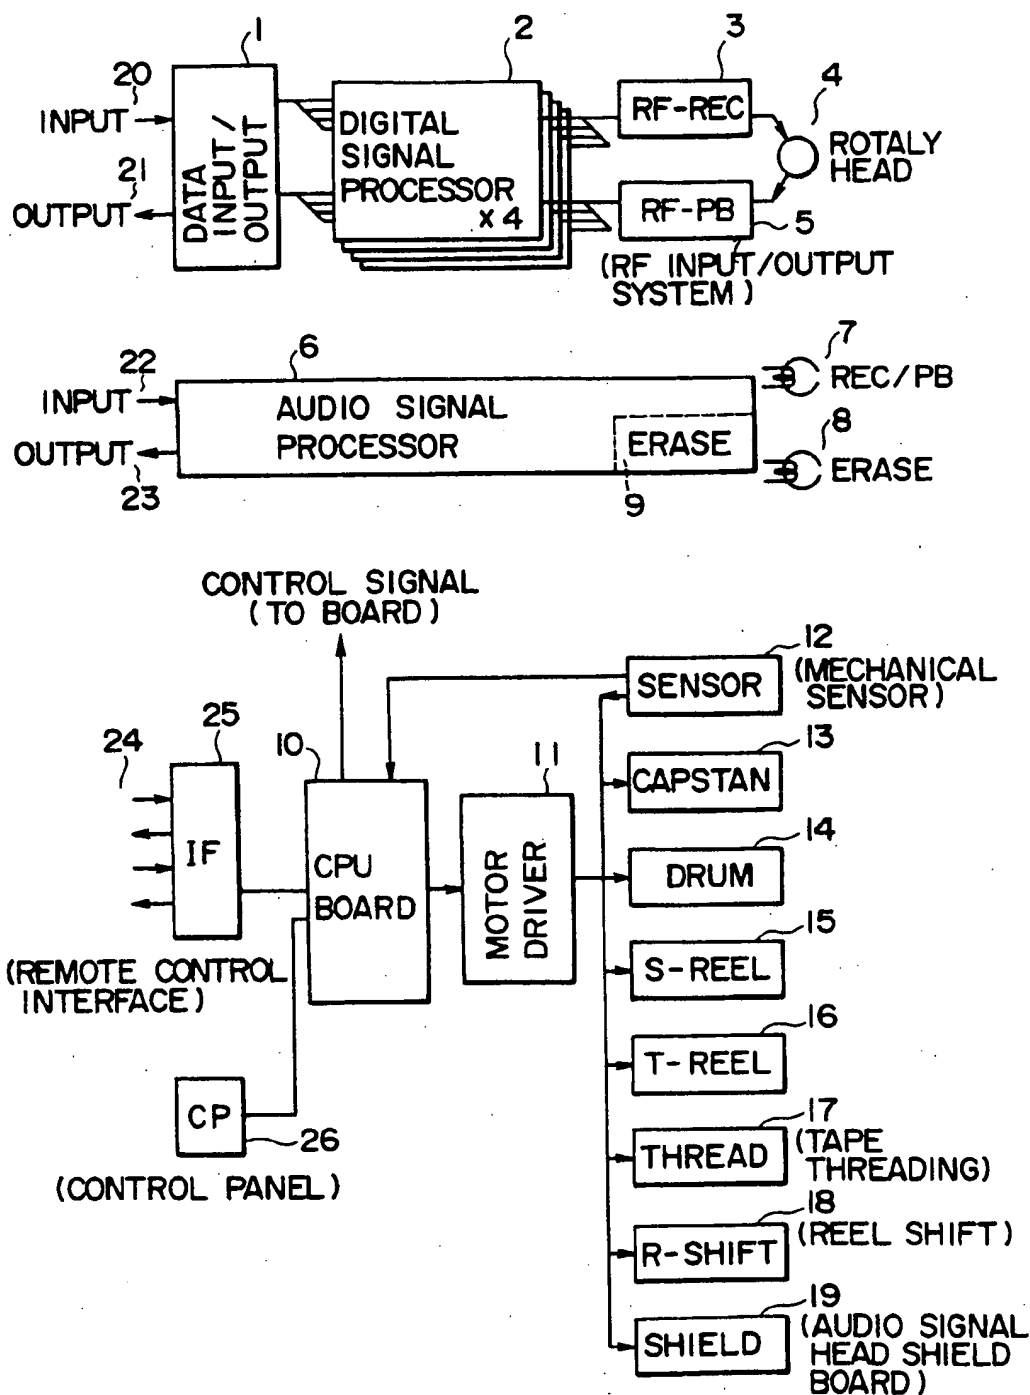 1
2
3
4
20
INPUT
DATA
INPUT/
OUTPUT
DIGITAL
SIGNAL
PROCESSOR
×4
RF-REC
ROTALY
HEAD
21
OUTPUT
RF-PB
5
(RF INPUT/OUTPUT
SYSTEM)
22
INPUT
6
AUDIO SIGNAL
PROCESSOR
7
REC/PB
OUTPUT
23
ERASE
9
8
ERASE
CONTROL SIGNAL
(TO BOARD)
24
25
IF
(REMOTE CONTROL
INTERFACE)
10
CPU
BOARD
11
MOTOR
DRIVER
CP
26
(CONTROL PANEL)
12
SENSOR
(MECHANICAL
SENSOR)
13
CAPSTAN
14
DRUM
15
S-REEL
16
T-REEL
17
THREAD
(TAPE
THREADING)
18
R-SHIFT
(REEL SHIFT)
19
SHIELD
(AUDIO SIGNAL
HEAD SHIELD
BOARD)